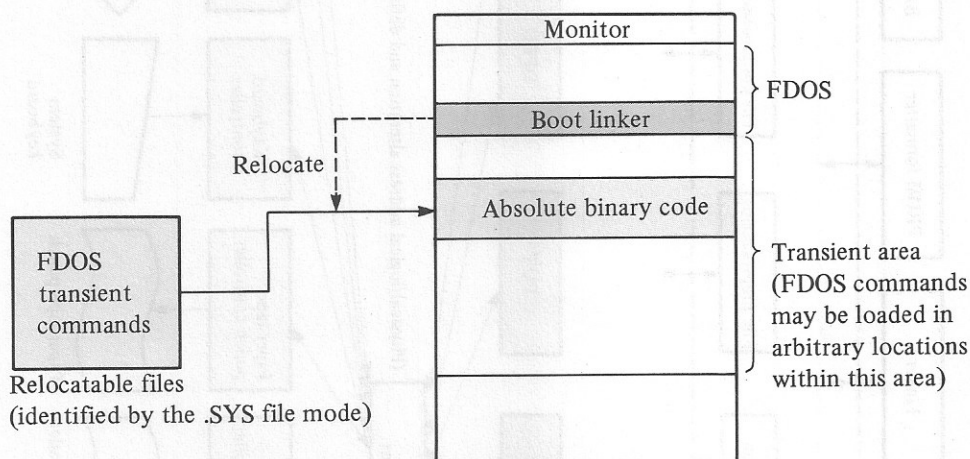 Monitor
FDOS
Boot linker
Relocate
Absolute binary code
FDOS
transient
commands
Transient area
(FDOS commands
may be loaded in
arbitrary locations
within this area)
Relocatable files
(identified by the .SYS file mode)